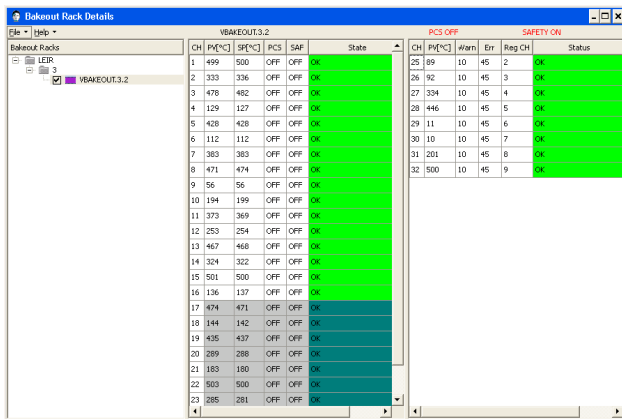 Bakeout Rack Details
File Help
Bakeout Racks
LEIR
3
VBAKEOUT.3.2
VBAKEOUT.3.2
CH PV[°C] SP[°C] PCS SAF State
1 499 500 OFF OFF OK
2 333 336 OFF OFF OK
3 478 482 OFF OFF OK
4 129 127 OFF OFF OK
5 428 428 OFF OFF OK
6 112 112 OFF OFF OK
7 383 383 OFF OFF OK
8 471 474 OFF OFF OK
9 56 56 OFF OFF OK
10 194 199 OFF OFF OK
11 373 369 OFF OFF OK
12 253 254 OFF OFF OK
13 467 468 OFF OFF OK
14 324 322 OFF OFF OK
15 501 500 OFF OFF OK
16 136 137 OFF OFF OK
17 474 471 OFF OFF OK
18 144 142 OFF OFF OK
19 435 437 OFF OFF OK
20 289 288 OFF OFF OK
21 183 180 OFF OFF OK
22 503 500 OFF OFF OK
23 285 281 OFF OFF OK
PCS OFF SAFETY ON
CH PV[°C] Warn Err Reg CH Status
25 89 10 45 2 OK
26 92 10 45 3 OK
27 334 10 45 4 OK
28 446 10 45 5 OK
29 11 10 45 6 OK
30 10 10 45 7 OK
31 201 10 45 8 OK
32 500 10 45 9 OK